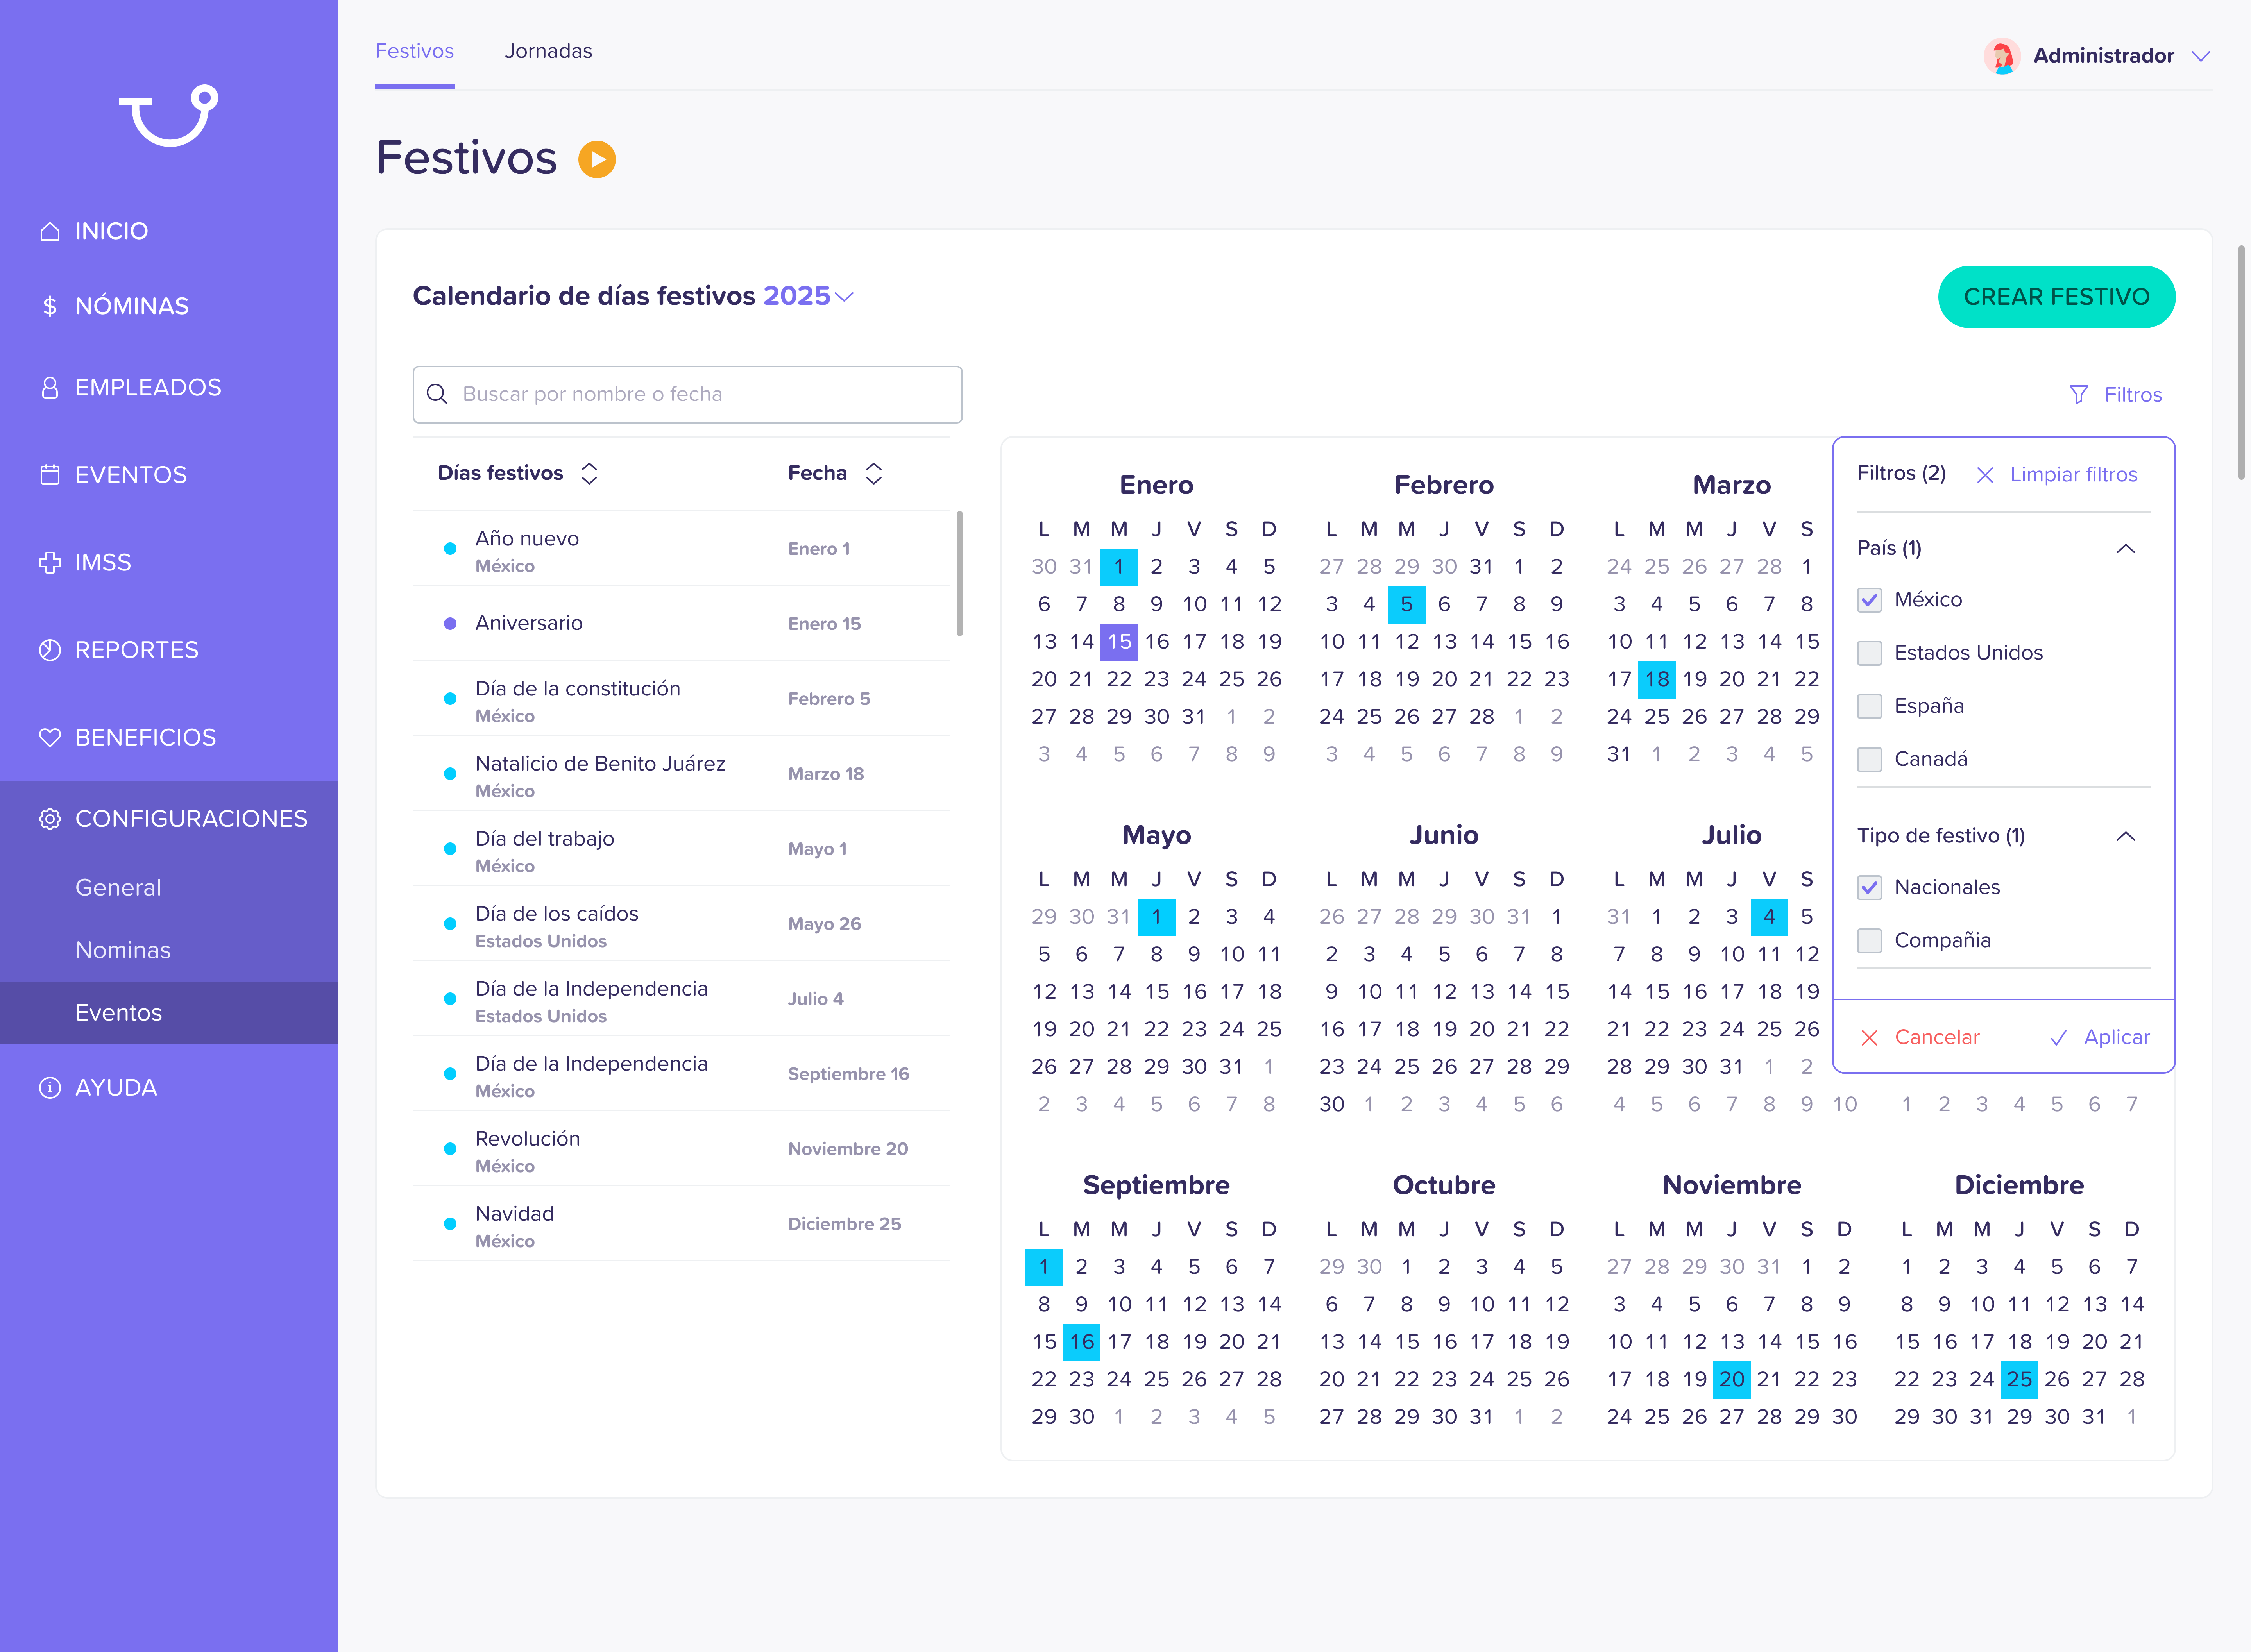 Festivos Jornadas
Administrador
Festivos
INICIO
NÓMINAS
EMPLEADOS
EVENTOS
IMSS
REPORTES
BENEFICIOS
CONFIGURACIONES
General
Nominas
Eventos
AYUDA
Calendario de días festivos 2025
CREAR FESTIVO
Buscar por nombre o fecha
Filtros
Días festivos Fecha
Año nuevo
México
Enero 1
Aniversario
Enero 15
Día de la constitución
México
Febrero 5
Natalicio de Benito Juárez
México
Marzo 18
Día del trabajo
México
Mayo 1
Día de los caídos
Estados Unidos
Mayo 26
Día de la Independencia
Estados Unidos
Julio 4
Día de la Independencia
México
Septiembre 16
Revolución
México
Noviembre 20
Navidad
México
Diciembre 25
Enero
L M M J V S D
30 31 1 2 3 4 5
6 7 8 9 10 11 12
13 14 15 16 17 18 19
20 21 22 23 24 25 26
27 28 29 30 31 1 2
3 4 5 6 7 8 9
Febrero
L M M J V S D
27 28 29 30 31 1 2
3 4 5 6 7 8 9
10 11 12 13 14 15 16
17 18 19 20 21 22 23
24 25 26 27 28 1 2
3 4 5 6 7 8 9
Marzo
L M M J V S
24 25 26 27 28 1
3 4 5 6 7 8
10 11 12 13 14 15
17 18 19 20 21 22
24 25 26 27 28 29
31 1 2 3 4 5
Filtros (2) Limpiar filtros
País (1)
México
Estados Unidos
España
Canadá
Tipo de festivo (1)
Nacionales
Compañia
Cancelar Aplicar
Mayo
L M M J V S D
29 30 31 1 2 3 4
5 6 7 8 9 10 11
12 13 14 15 16 17 18
19 20 21 22 23 24 25
26 27 28 29 30 31 1
2 3 4 5 6 7 8
Junio
L M M J V S D
26 27 28 29 30 31 1
2 3 4 5 6 7 8
9 10 11 12 13 14 15
16 17 18 19 20 21 22
23 24 25 26 27 28 29
30 1 2 3 4 5 6
Julio
L M M J V S
31 1 2 3 4 5
7 8 9 10 11 12
14 15 16 17 18 19
21 22 23 24 25 26
28 29 30 31 1 2
4 5 6 7 8 9 10
1 2 3 4 5 6 7
Septiembre
L M M J V S D
1 2 3 4 5 6 7
8 9 10 11 12 13 14
15 16 17 18 19 20 21
22 23 24 25 26 27 28
29 30 1 2 3 4 5
Octubre
L M M J V S D
29 30 1 2 3 4 5
6 7 8 9 10 11 12
13 14 15 16 17 18 19
20 21 22 23 24 25 26
27 28 29 30 31 1 2
Noviembre
L M M J V S D
27 28 29 30 31 1 2
3 4 5 6 7 8 9
10 11 12 13 14 15 16
17 18 19 20 21 22 23
24 25 26 27 28 29 30
Diciembre
L M M J V S D
1 2 3 4 5 6 7
8 9 10 11 12 13 14
15 16 17 18 19 20 21
22 23 24 25 26 27 28
29 30 31 29 30 31 1